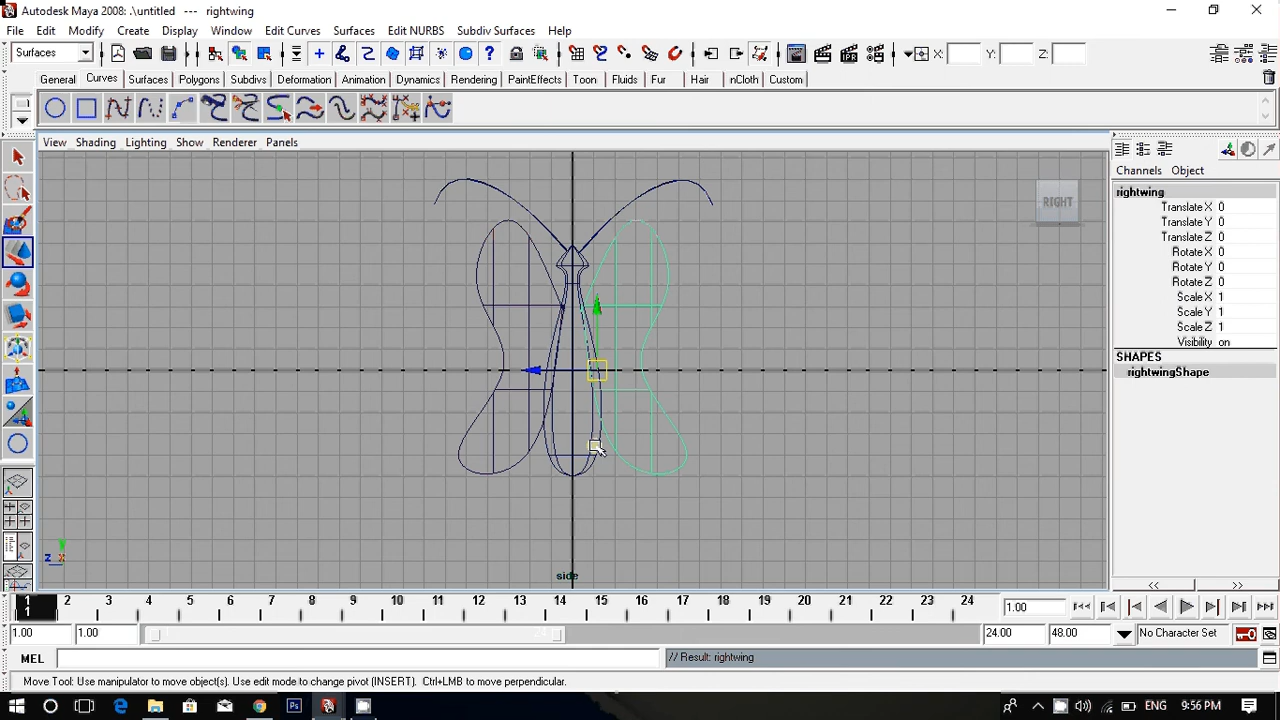 Autodesk Maya 2008: .\untitled --- rightwing
File Edit Modify Create Display Window Edit Curves Surfaces Edit NURBS Subdiv Surfaces Help
Surfaces X: Y: Z:
General Curves Surfaces Polygons Subdivs Deformation Animation Dynamics Rendering PaintEffects Toon Fluids Fur Hair nCloth Custom
View Shading Lighting Show Renderer Panels
Channels Object
rightwing
Translate X 0
Translate Y 0
Translate Z 0
Rotate X 0
Rotate Y 0
Rotate Z 0
Scale X 1
Scale Y 1
Scale Z 1
Visibility on
SHAPES
rightwingShape
RIGHT
z y x
side
1 2 3 4 5 6 7 8 9 10 11 12 13 14 15 16 17 18 19 20 21 22 23 24
1 1.00
1.00 1.00 24 24.00 48.00 No Character Set
MEL // Result: rightwing
Move Tool: Use manipulator to move object(s). Use edit mode to change pivot (INSERT). Ctrl+LMB to move perpendicular.
ENG 9:56 PM